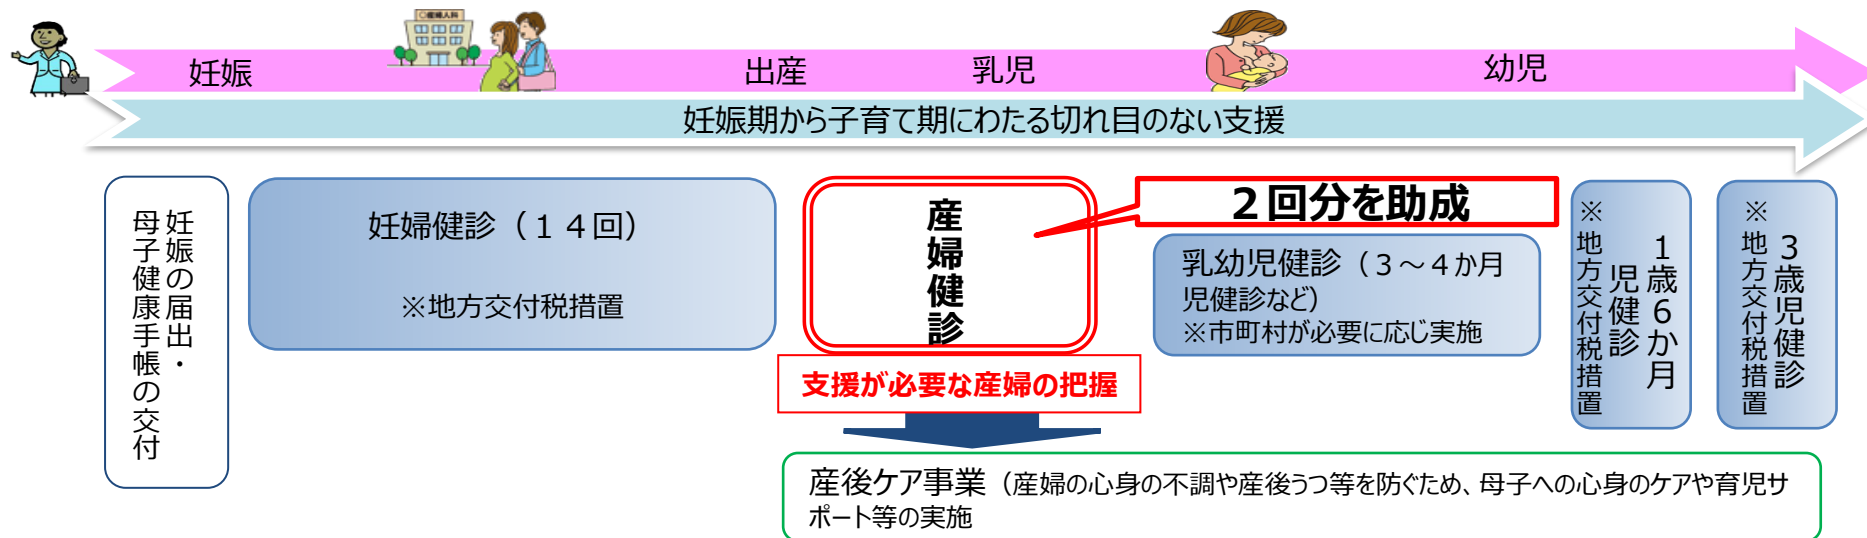 ○産婦人科
妊娠
出産
乳児
幼児
妊娠期から子育て期にわたる切れ目のない支援
妊娠の届出・
母子健康手帳の交付
妊婦健診（１４回）
※地方交付税措置
産婦健診
２回分を助成
乳幼児健診（３～４か月
児健診など）
※市町村が必要に応じ実施
１歳６か月
児健診
※地方交付税措置
３歳児健診
※地方交付税措置
支援が必要な産婦の把握
産後ケア事業（産婦の心身の不調や産後うつ等を防ぐため、母子への心身のケアや育児サ
ポート等の実施